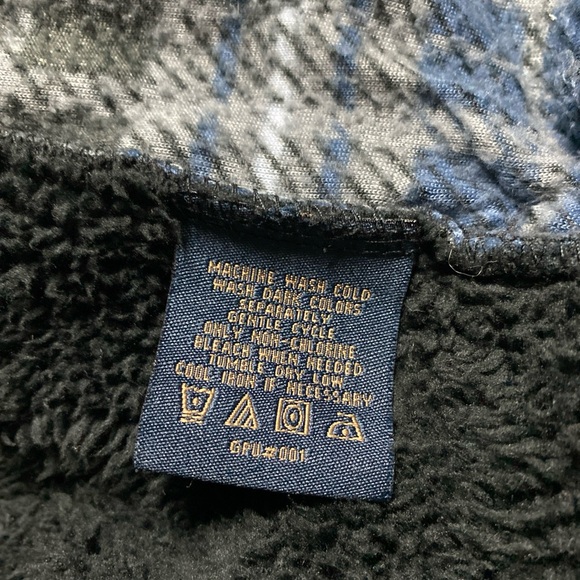 MACHINE WASH COLD
WASH DARK COLORS
SEPARATELY
GENTLE CYCLE
ONLY NON-CHLORINE
BLEACH WHEN NEEDED
TUMBLE DRY LOW
COOL IRON IF NECESSARY
GPU#001